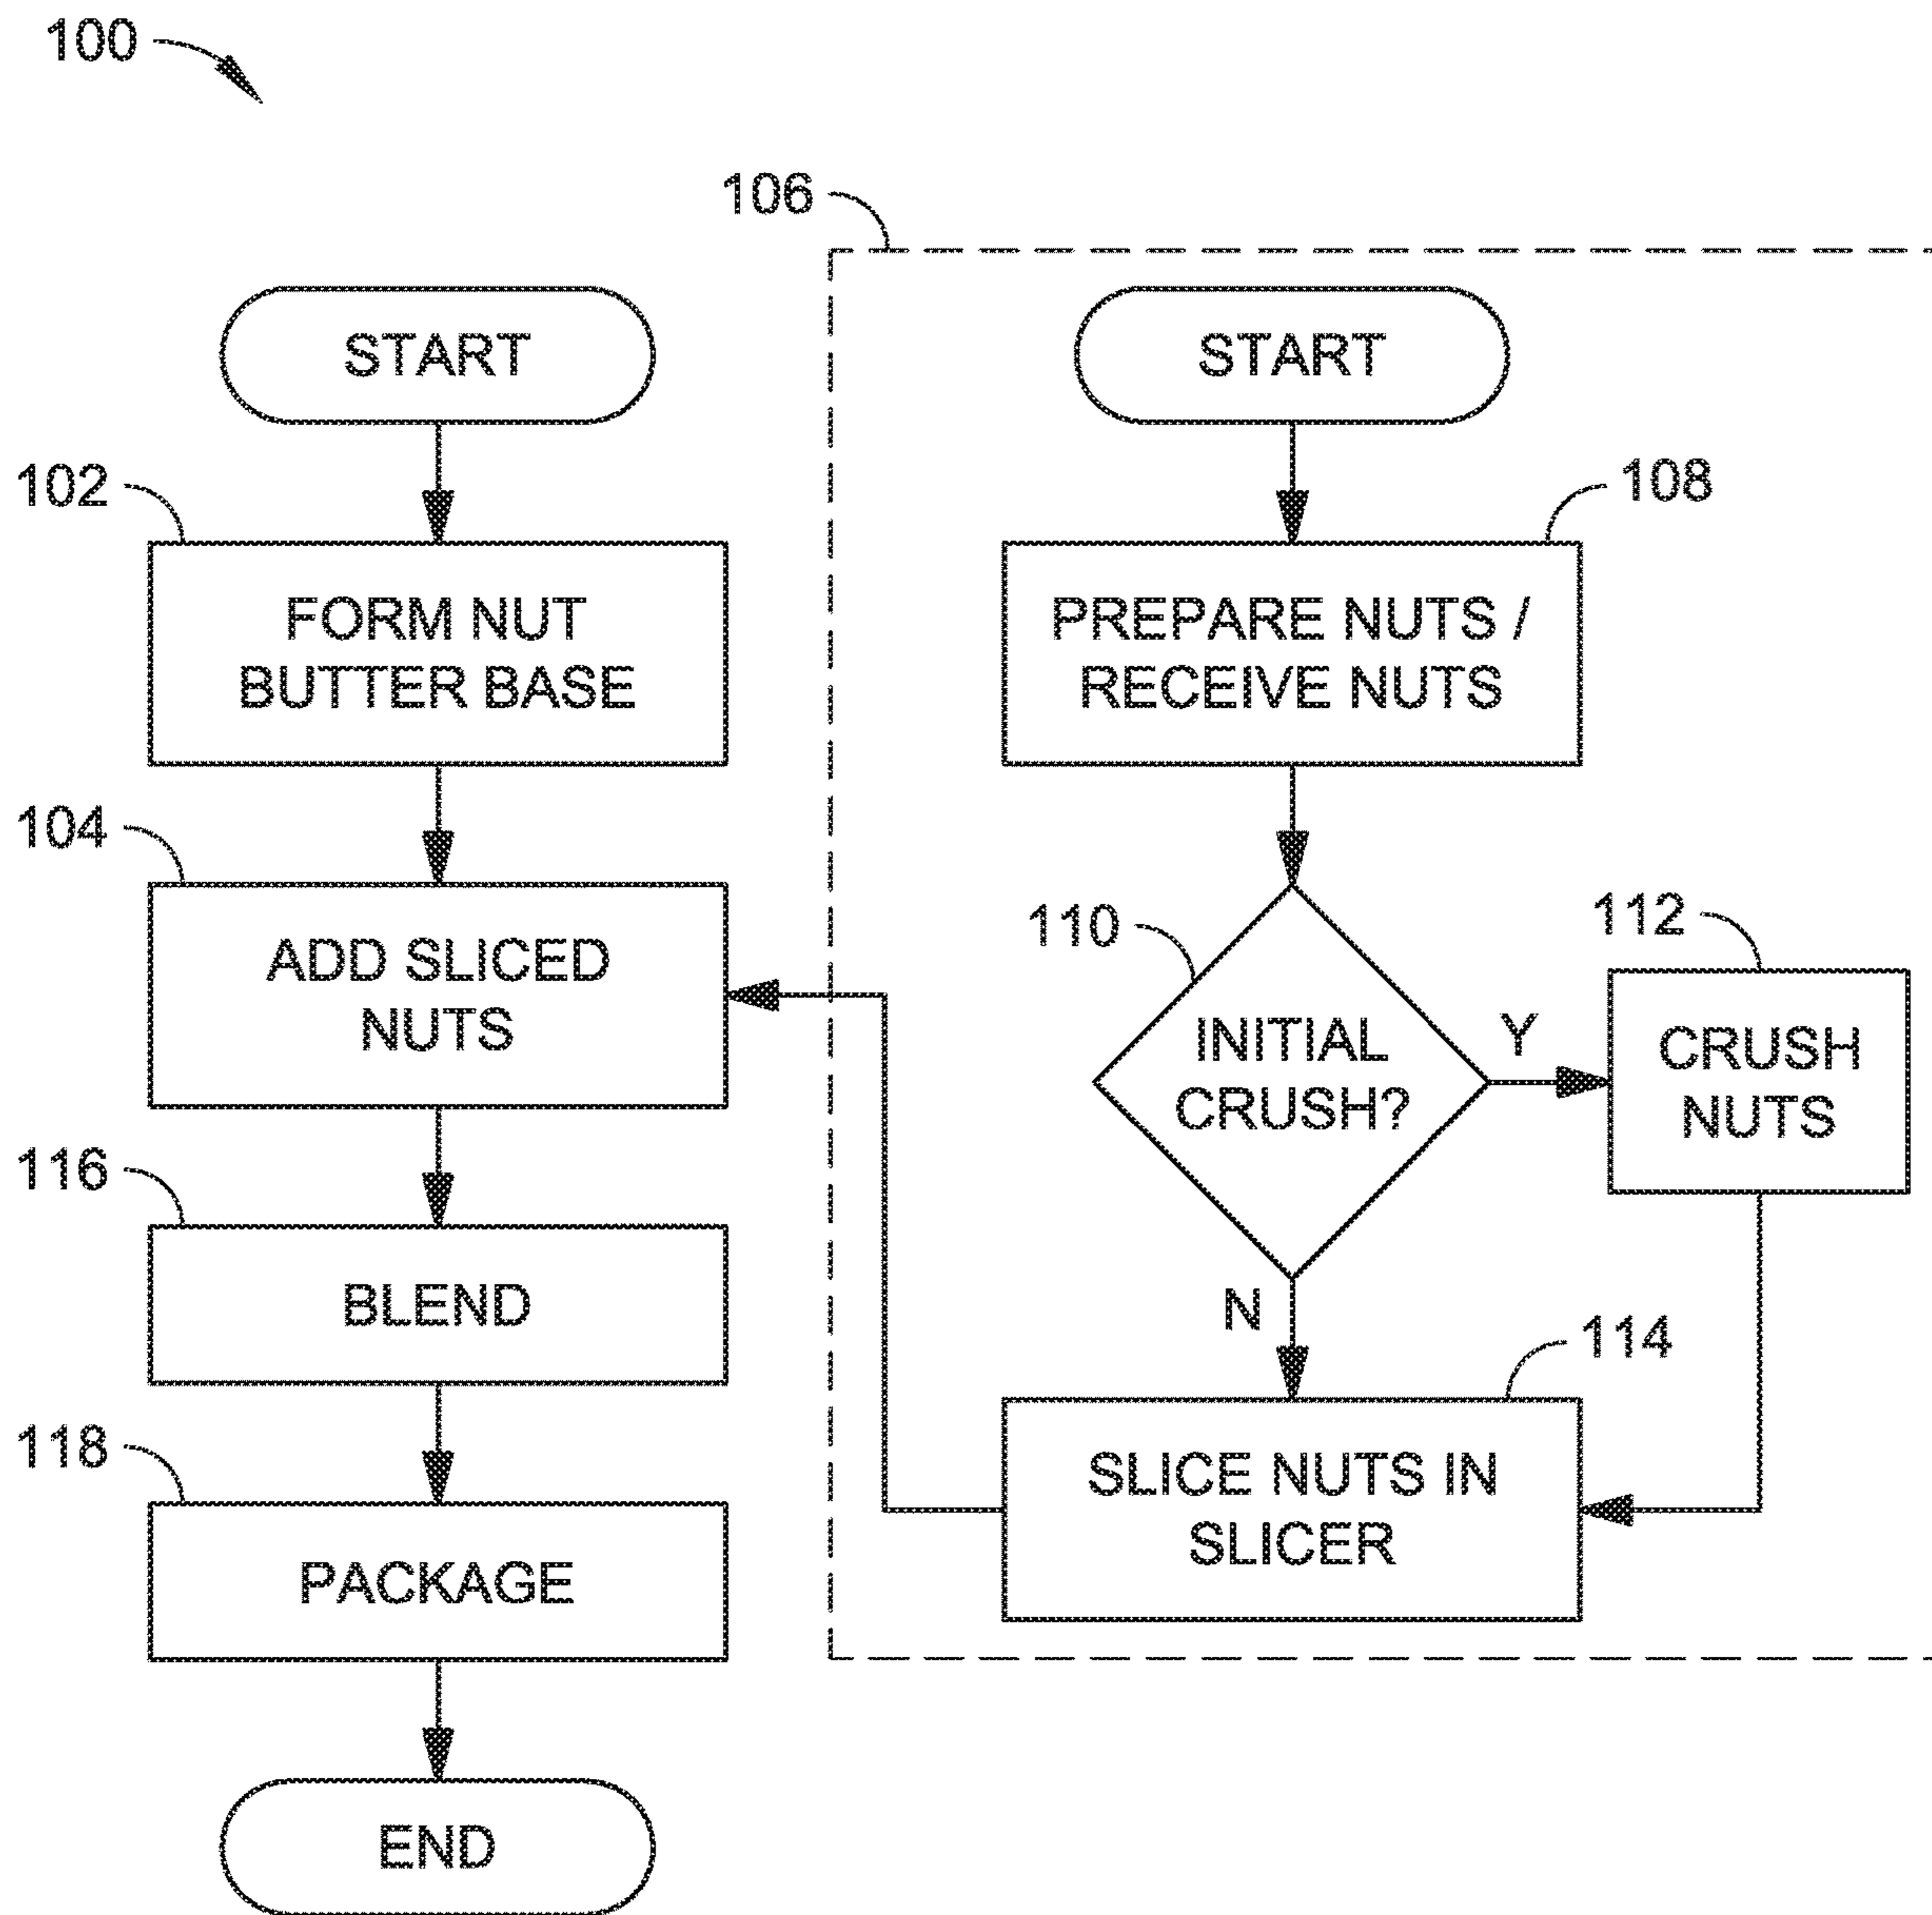 100
106
START
102
FORM NUT
BUTTER BASE
104
ADD SLICED
NUTS
116
BLEND
118
PACKAGE
END
START
108
PREPARE NUTS /
RECEIVE NUTS
110
INITIAL
CRUSH?
Y
112
CRUSH
NUTS
N
114
SLICE NUTS IN
SLICER